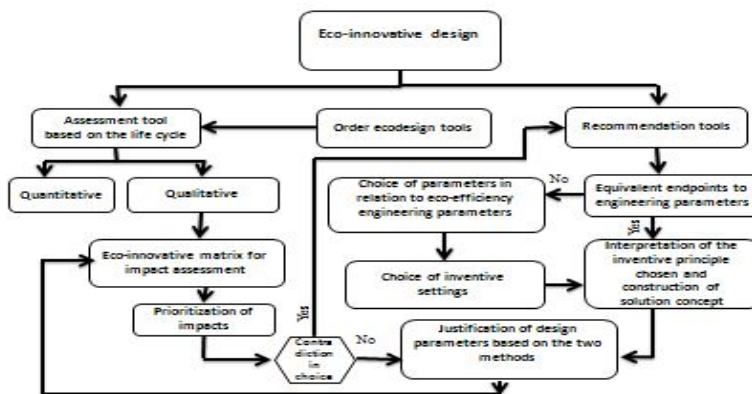 Eco-innovative design
Assessment tool
based on the life cycle
Order ecodesign tools
Recommendation tools
Quantitative
Qualitative
Choice of parameters in
relation to eco-efficiency
engineering parameters
No
Equivalent endpoints to
engineering parameters
Yes
Eco-innovative matrix for
impact assessment
Choice of inventive
settings
Interpretation of the
inventive principle
chosen and
construction of
solution concept
Prioritization of
impacts
Yes
Contra
diction in
choice
No
Justification of design
parameters based on the two
methods